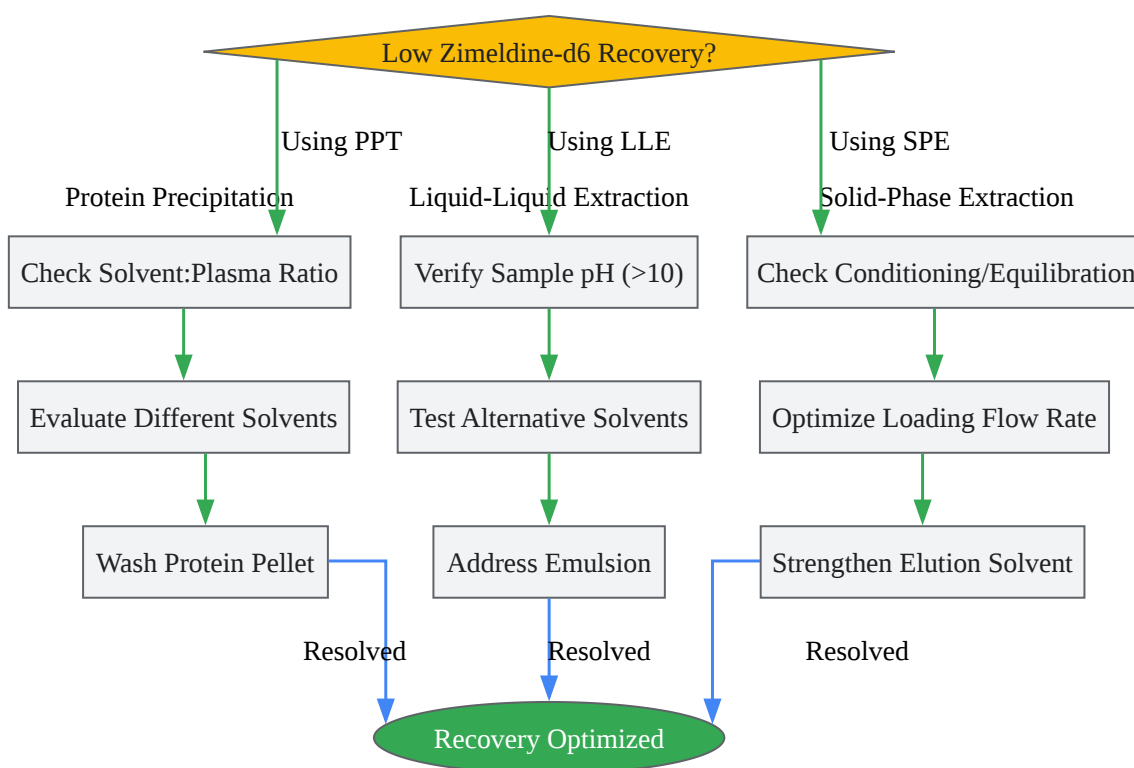 Low Zimeldine-d6 Recovery?
Using PPT
Using LLE
Using SPE
Protein Precipitation
Liquid-Liquid Extraction
Solid-Phase Extraction
Check Solvent:Plasma Ratio
Verify Sample pH (>10)
Check Conditioning/Equilibration
Evaluate Different Solvents
Test Alternative Solvents
Optimize Loading Flow Rate
Wash Protein Pellet
Address Emulsion
Strengthen Elution Solvent
Resolved
Resolved
Resolved
Recovery Optimized